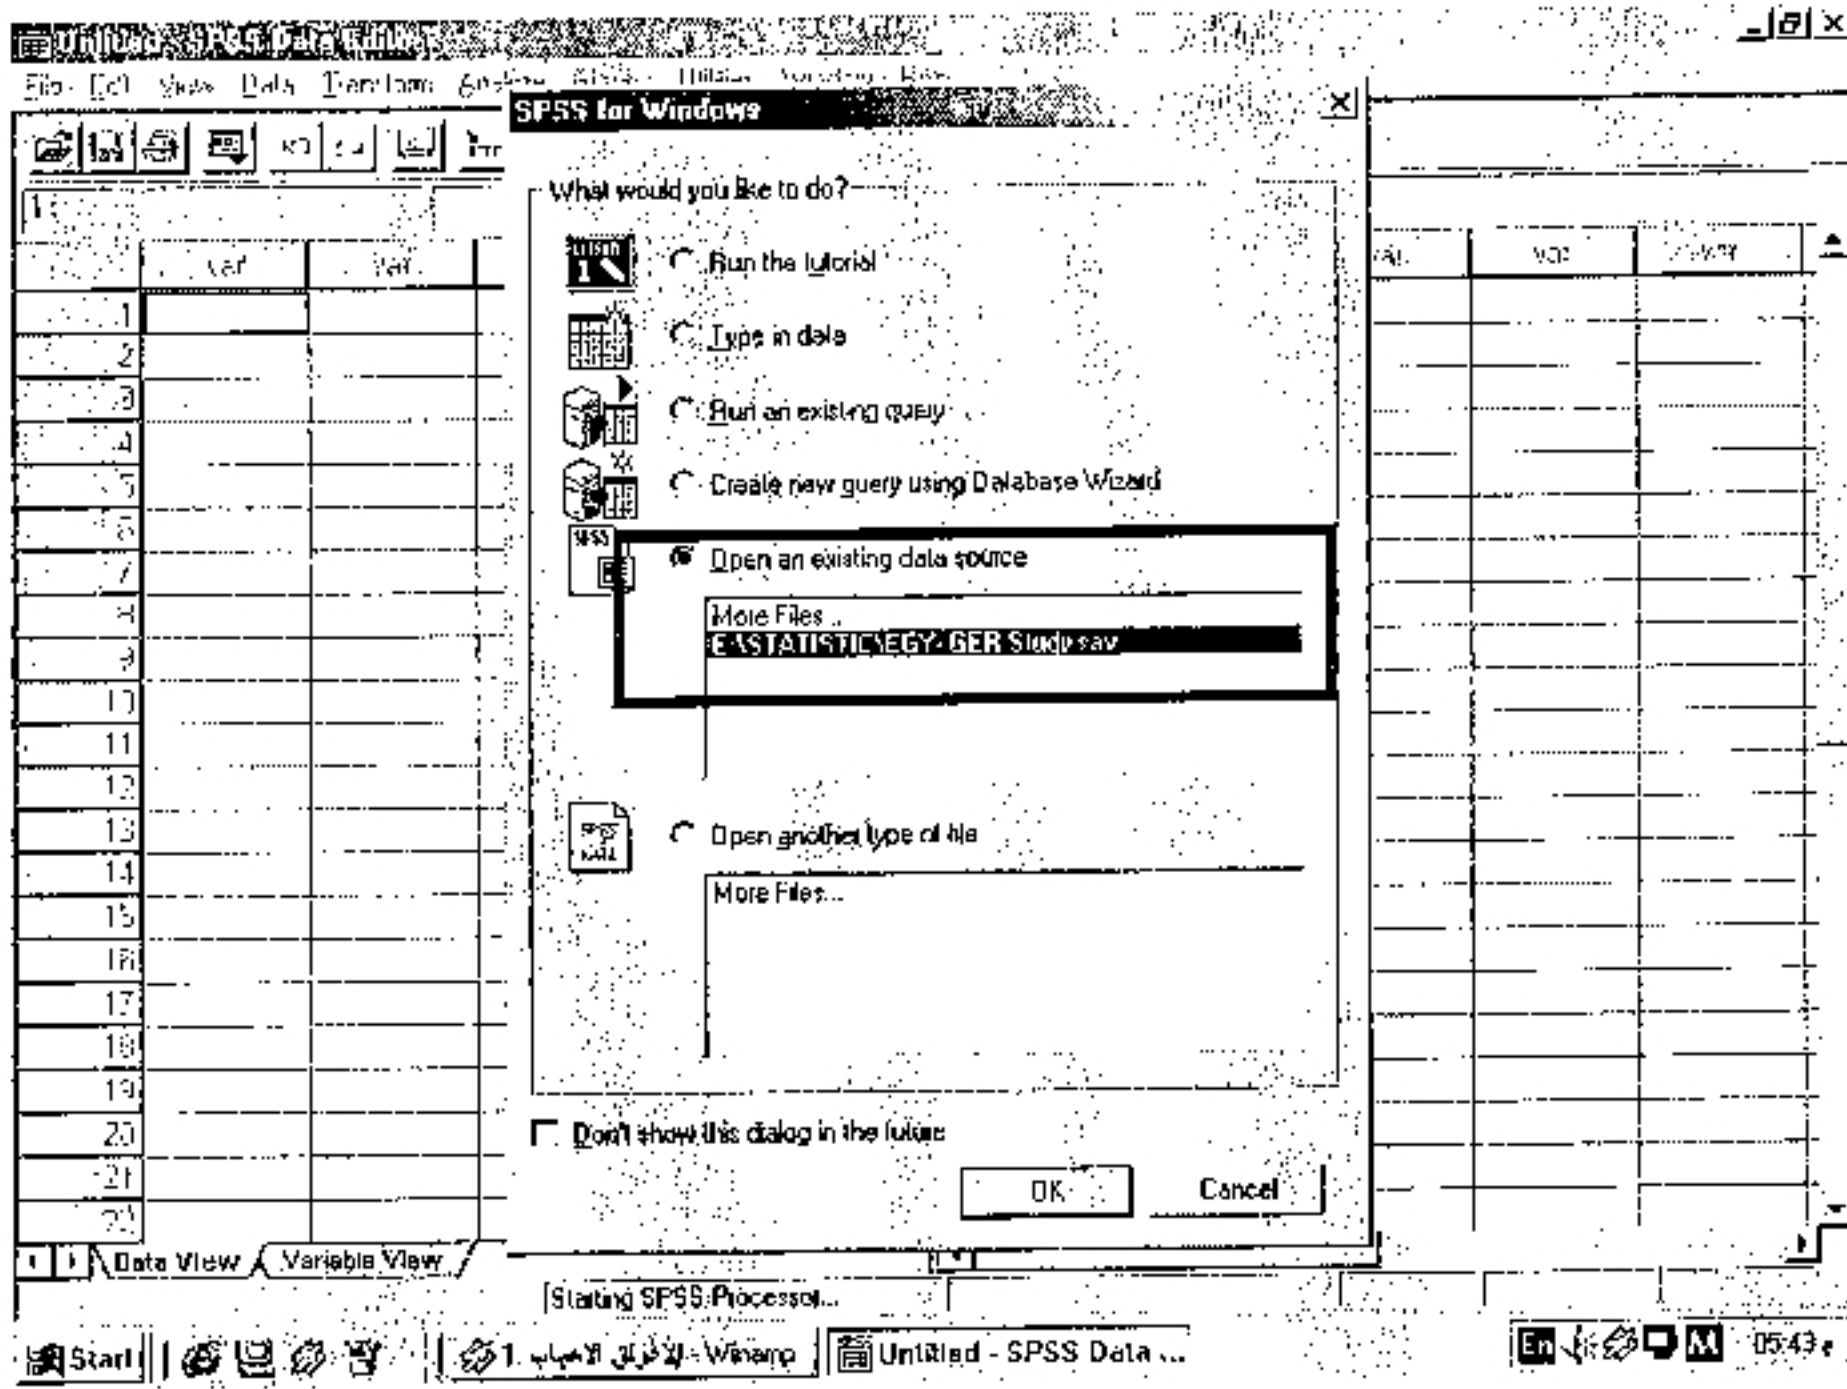 Untitled - SPSS Data Editor
File Edit View Data Transform
SPSS for Windows
What would you like to do?
1
var var var var
Run the tutorial
Type in data
Run an existing query
Create new query using Database Wizard
SPSS
Open an existing data source
More Files...
E:\STATISTIC\EGY- GER Study.sav
Open another type of file
More Files...
1
2
3
4
5
6
7
8
9
10
11
12
13
14
15
16
17
18
19
20
21
22
Don't show this dialog in the future
OK Cancel
Data View Variable View
Starting SPSS Processor...
Start 1. - Winamp Untitled - SPSS Data ... En 05:43